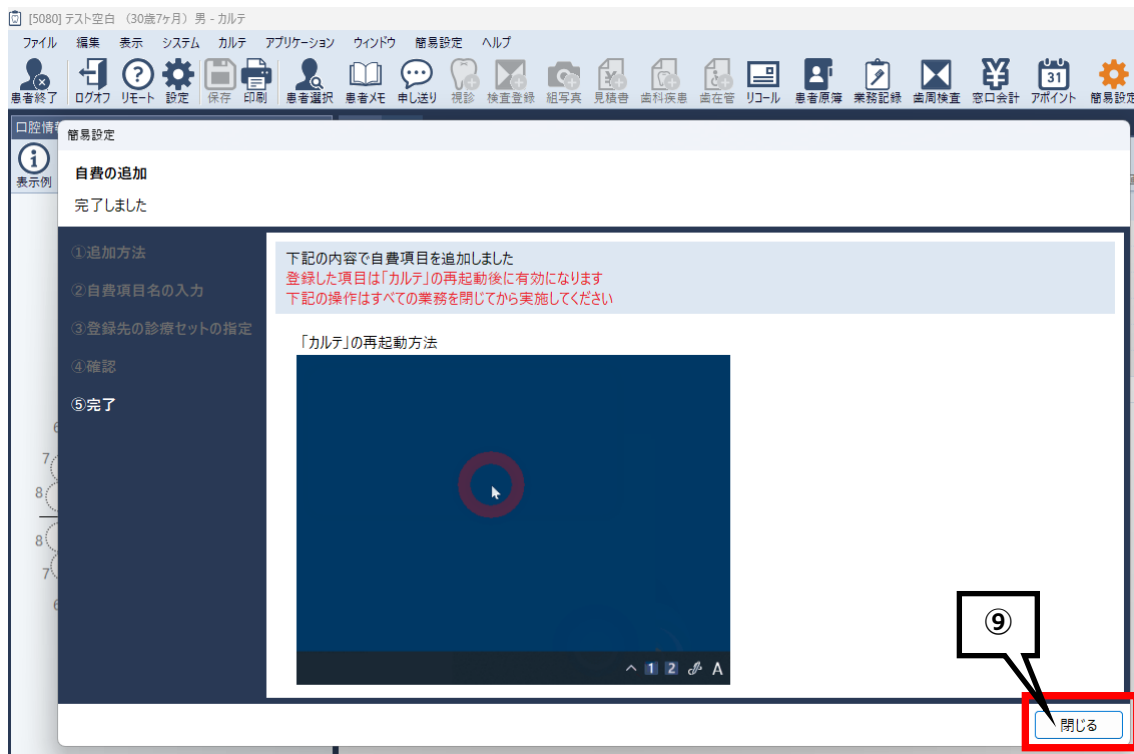 [5080] テスト空白 （30歳7ヶ月）男 - カルテ
ファイル 編集 表示 システム カルテ アプリケーション ウィンドウ 簡易設定 ヘルプ
患者終了 ログオフ リモート 設定 保存 印刷 患者選択 患者メモ 申し送り 視診 検査登録 組写真 見積書 歯科疾患 歯在管 リコール 患者原簿 業務記録 歯周検査 窓口会計 アポイント 簡易設定
31
口腔情
表示例
簡易設定
自費の追加
完了しました
①追加方法
②自費項目名の入力
③登録先の診療セットの指定
④確認
⑤完了
下記の内容で自費項目を追加しました
登録した項目は「カルテ」の再起動後に有効になります
下記の操作はすべての業務を閉じてから実施してください
「カルテ」の再起動方法
6
7
8
8
7
6
1 2 A
⑨
閉じる